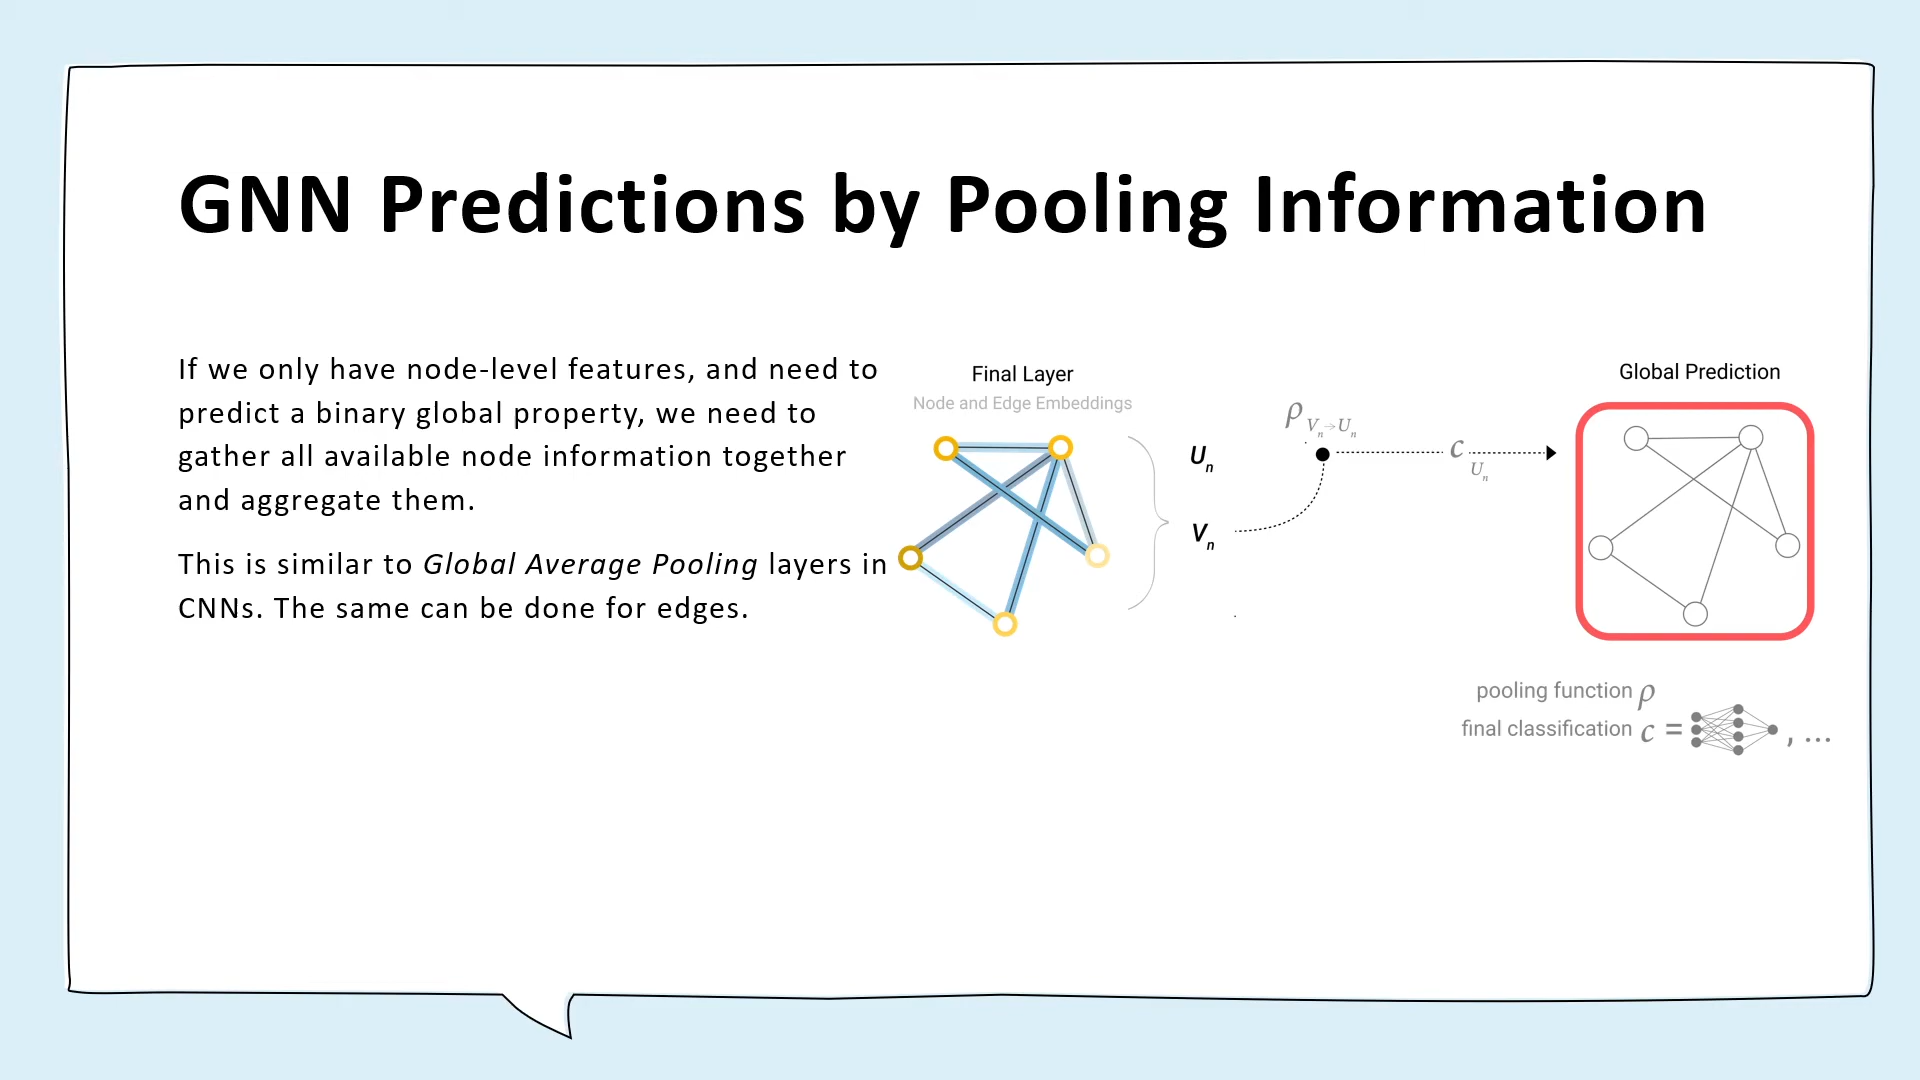 GNN Predictions by Pooling Information
If we only have node-level features, and need to
predict a binary global property, we need to
gather all available node information together
and aggregate them.
This is similar to Global Average Pooling layers in
CNNs. The same can be done for edges.
Final Layer
Node and Edge Embeddings
Un
Vn
ρ Vn→Un
c Un
Global Prediction
pooling function ρ
final classification c = , ...